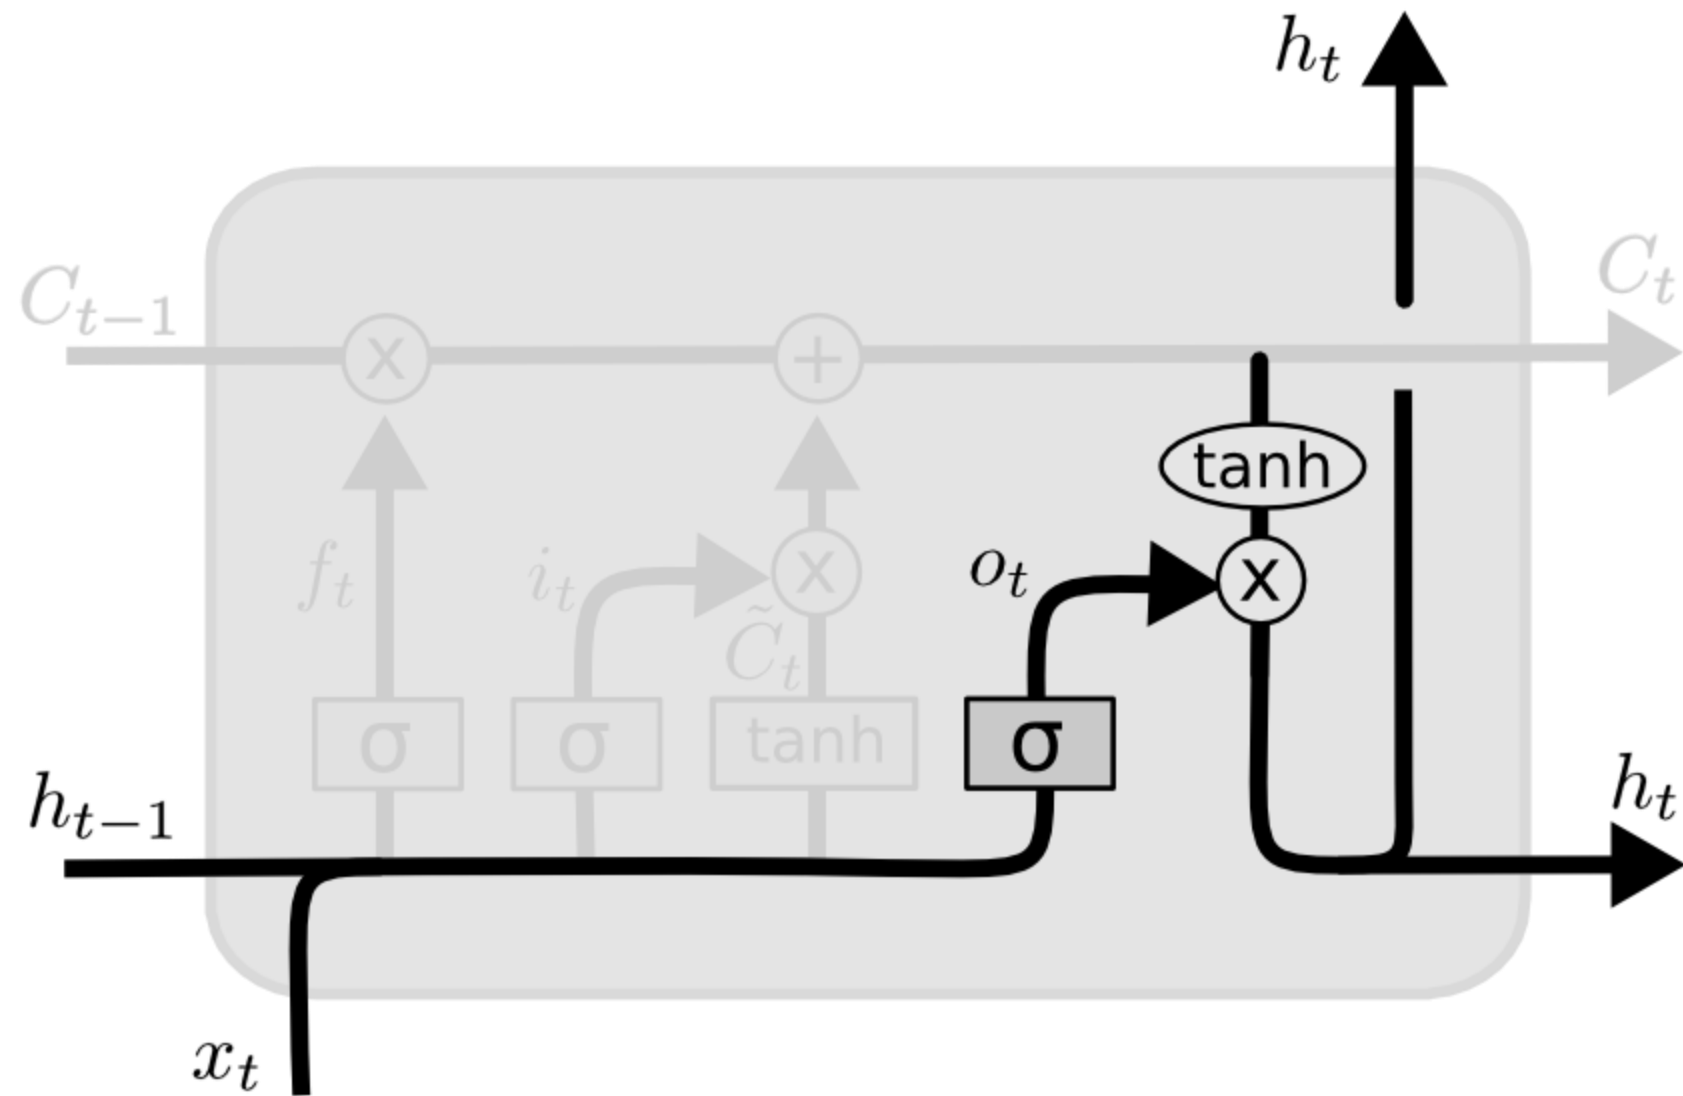 h_t
C_{t-1}
C_t
x
+
tanh
f_t
i_t
x
o_t
x
C̃_t
σ
σ
tanh
σ
h_{t-1}
h_t
x_t